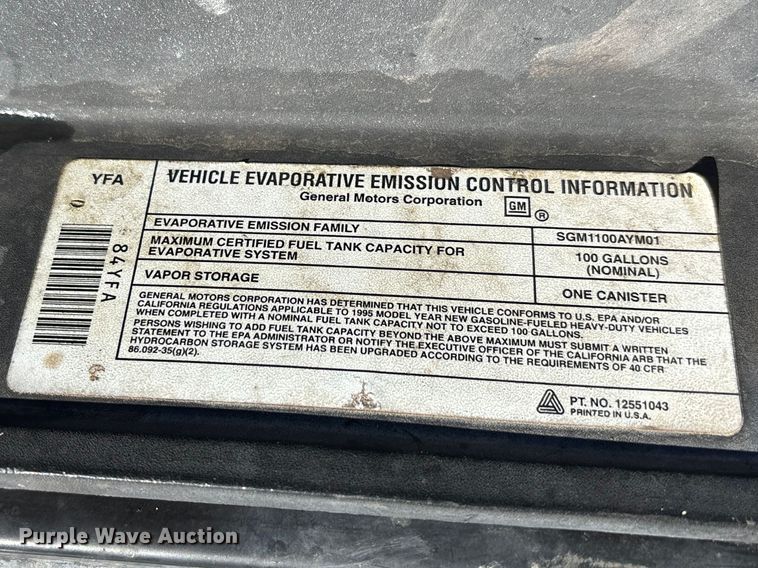 YFA
VEHICLE EVAPORATIVE EMISSION CONTROL INFORMATION
General Motors Corporation GM ®
D 84YFA
EVAPORATIVE EMISSION FAMILY SGM1100AYM01
MAXIMUM CERTIFIED FUEL TANK CAPACITY FOR 100 GALLONS
EVAPORATIVE SYSTEM (NOMINAL)
VAPOR STORAGE ONE CANISTER
GENERAL MOTORS CORPORATION HAS DETERMINED THAT THIS VEHICLE CONFORMS TO U.S. EPA AND/OR
CALIFORNIA REGULATIONS APPLICABLE TO 1995 MODEL YEAR NEW GASOLINE-FUELED HEAVY-DUTY VEHICLES
WHEN COMPLETED WITH A NOMINAL FUEL TANK CAPACITY NOT TO EXCEED 100 GALLONS.
PERSONS WISHING TO ADD FUEL TANK CAPACITY BEYOND THE ABOVE MAXIMUM MUST SUBMIT A WRITTEN
STATEMENT TO THE EPA ADMINISTRATOR OR NOTIFY THE EXECUTIVE OFFICER OF THE CALIFORNIA ARB THAT THE
HYDROCARBON STORAGE SYSTEM HAS BEEN UPGRADED ACCORDING TO THE REQUIREMENTS OF 40 CFR
86.092-35(g)(2).
PT. NO. 12551043
PRINTED IN U.S.A.
Purple Wave Auction